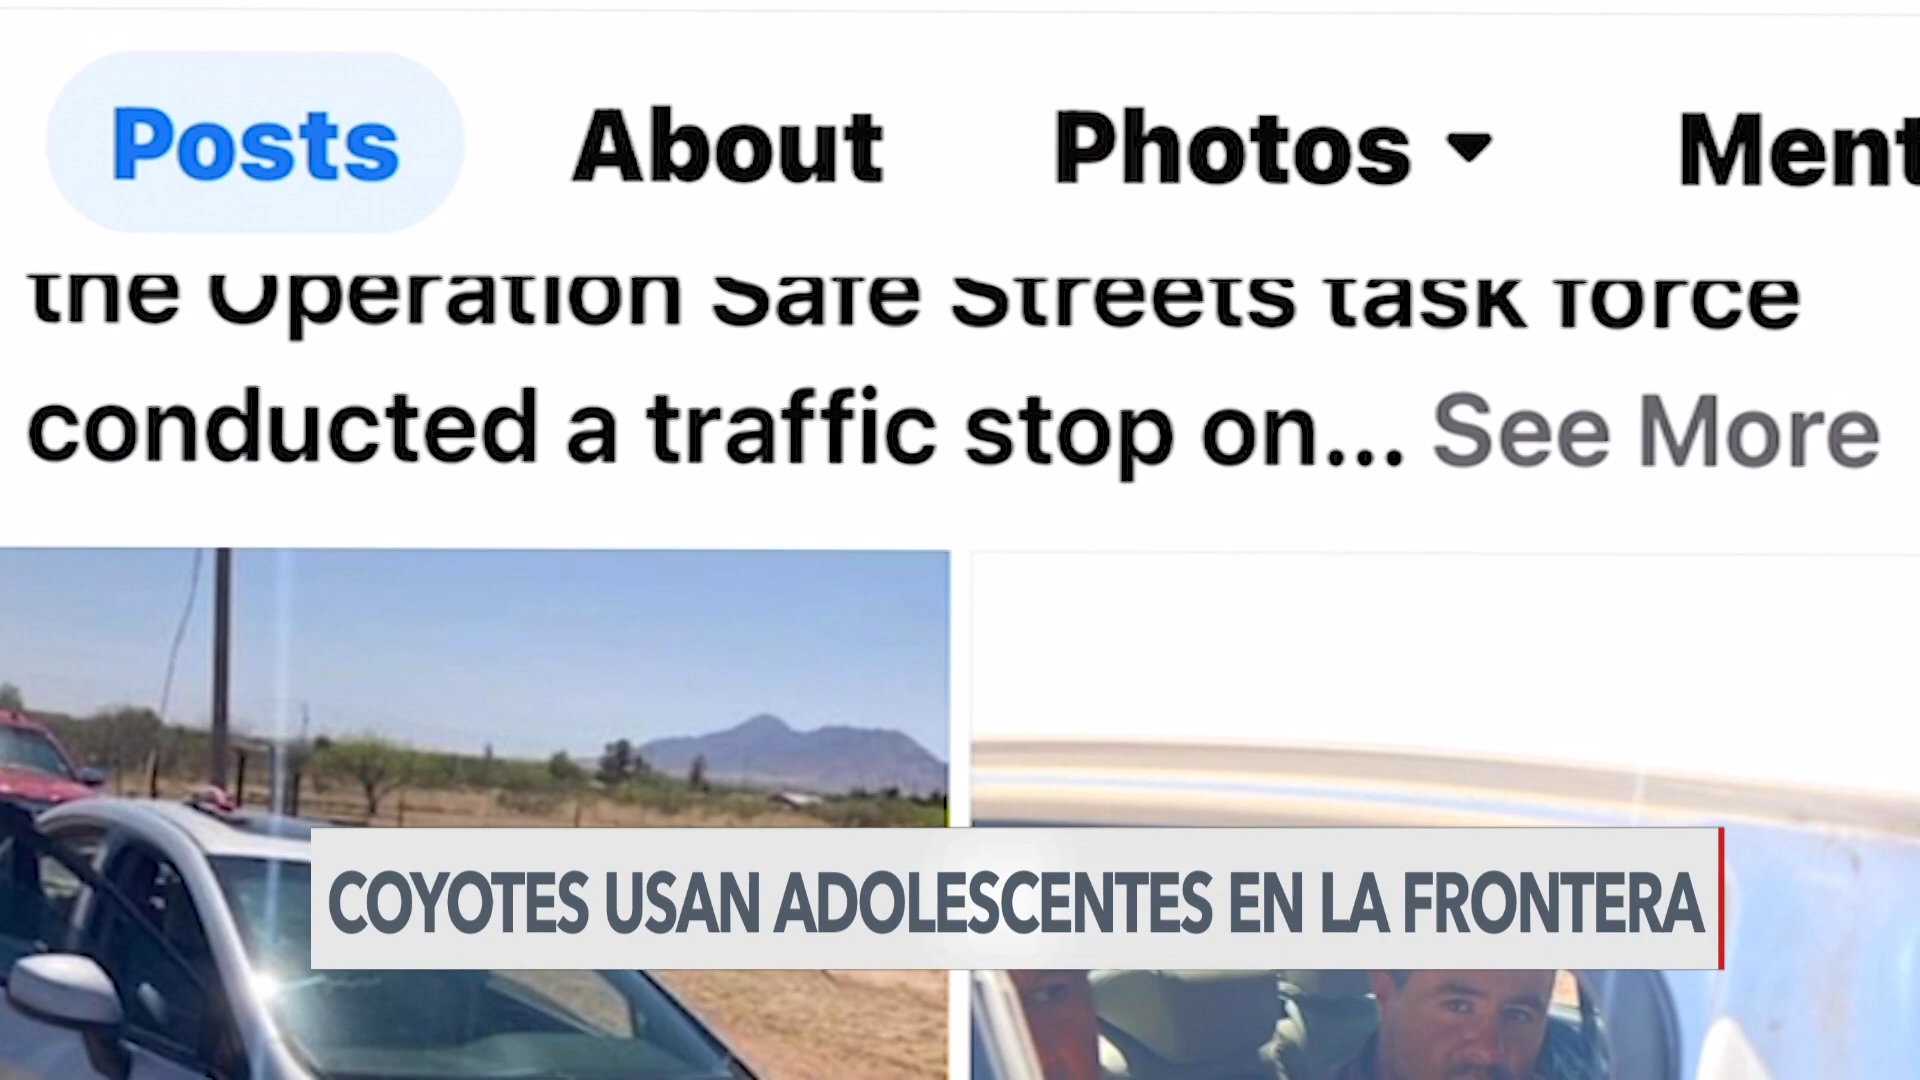 Posts About Photos Ment
the Operation Safe Streets task force
conducted a traffic stop on... See More
COYOTES USAN ADOLESCENTES EN LA FRONTERA